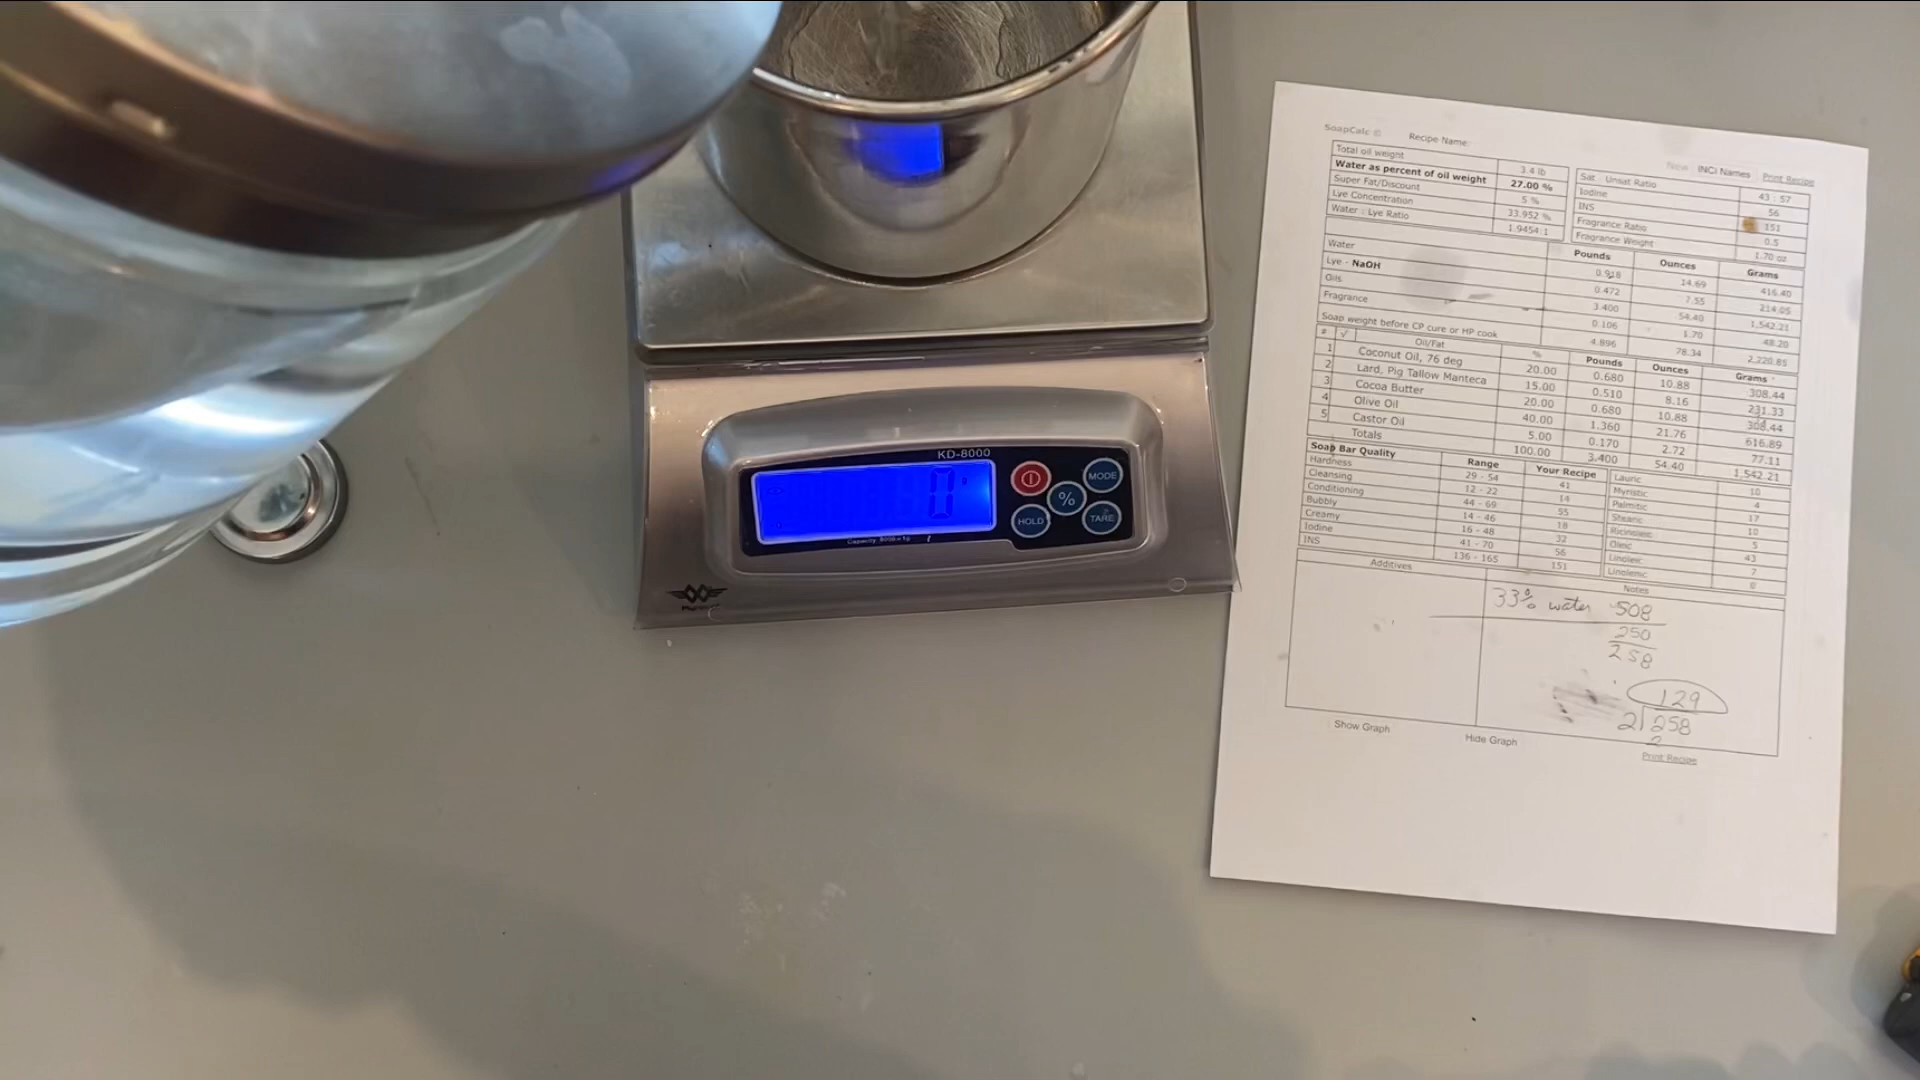 KD-8000
0
MODE
%
HOLD
TARE
SoapCalc ©
Recipe Name:
New INCI Names Print Recipe
Total oil weight 3.4 lb
Water as percent of oil weight 27.00 %
Super Fat/Discount 5 %
Lye Concentration 33.952 %
Water : Lye Ratio 1.9454:1
Sat : Unsat Ratio 43 : 57
Iodine 56
INS 151
Fragrance Ratio 0.5
Fragrance Weight 1.70 oz
Pounds Ounces Grams
Water 0.918 14.69 416.40
Lye - NaOH 0.472 7.55 214.05
Oils 3.400 54.40 1,542.21
Fragrance 0.106 1.70 48.20
Soap weight before CP cure or HP cook 4.896 78.34 2,220.85
# √ Oil/Fat % Pounds Ounces Grams
1 Coconut Oil, 76 deg 20.00 0.680 10.88 308.44
2 Lard, Pig Tallow Manteca 15.00 0.510 8.16 231.33
3 Cocoa Butter 20.00 0.680 10.88 308.44
4 Olive Oil 40.00 1.360 21.76 616.89
5 Castor Oil 5.00 0.170 2.72 77.11
Totals 100.00 3.400 54.40 1,542.21
Soap Bar Quality Range Your Recipe
Hardness 29 - 54 41
Cleansing 12 - 22 14
Conditioning 44 - 69 55
Bubbly 14 - 46 18
Creamy 16 - 48 32
Iodine 41 - 70 56
INS 136 - 165 151
Lauric 10
Myristic 4
Palmitic 17
Stearic 10
Ricinoleic 5
Oleic 43
Linoleic 7
Linolenic 0
Additives
Notes
33% water 508
250
258
129
2 258
2
Show Graph
Hide Graph
Print Recipe